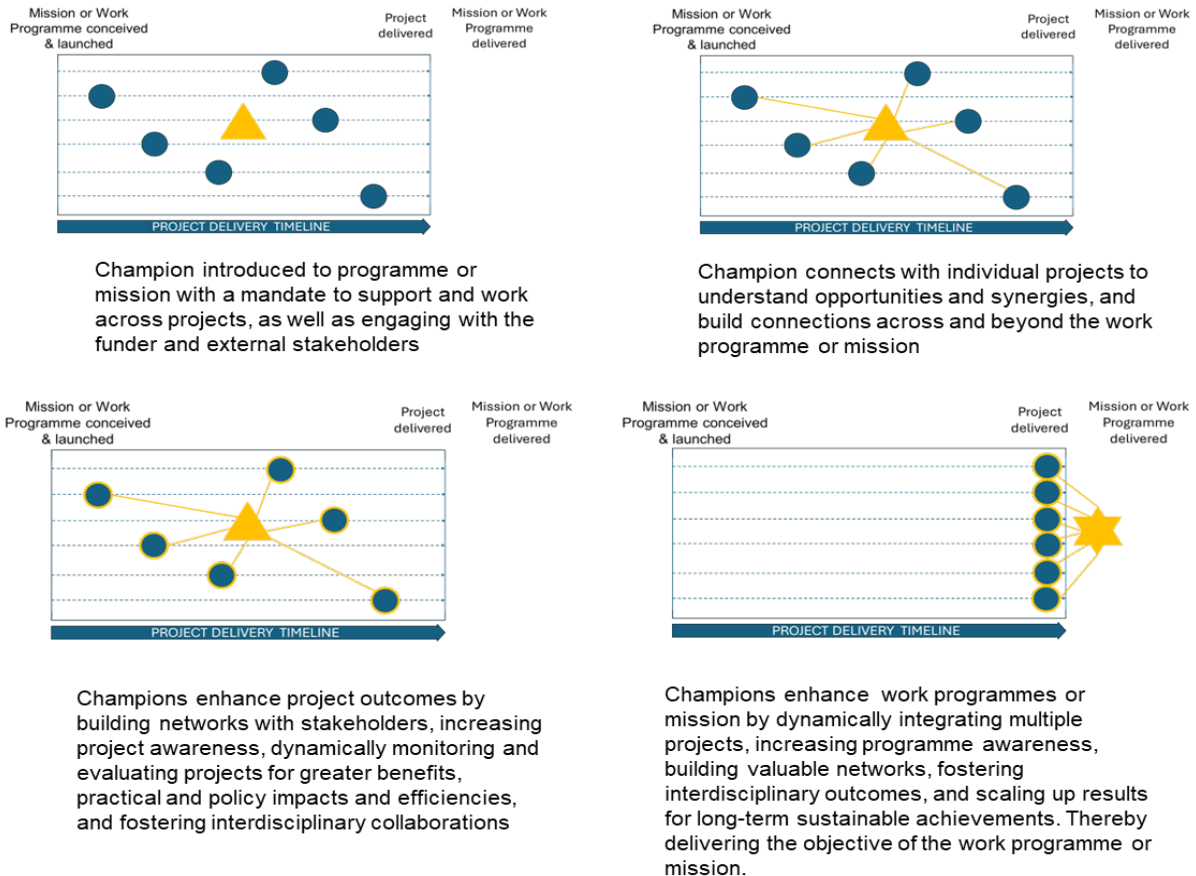 Mission or Work
Programme conceived
& launched
Project
delivered
Mission or Work
Programme
delivered
PROJECT DELIVERY TIMELINE
Champion introduced to programme or
mission with a mandate to support and work
across projects, as well as engaging with the
funder and external stakeholders
Mission or Work
Programme conceived
& launched
Project
delivered
Mission or Work
Programme
delivered
PROJECT DELIVERY TIMELINE
Champion connects with individual projects to
understand opportunities and synergies, and
build connections across and beyond the work
programme or mission
Mission or Work
Programme conceived
& launched
Project
delivered
Mission or Work
Programme
delivered
PROJECT DELIVERY TIMELINE
Champions enhance project outcomes by
building networks with stakeholders, increasing
project awareness, dynamically monitoring and
evaluating projects for greater benefits,
practical and policy impacts and efficiencies,
and fostering interdisciplinary collaborations
Mission or Work
Programme conceived
& launched
Project
delivered
Mission or Work
Programme
delivered
PROJECT DELIVERY TIMELINE
Champions enhance work programmes or
mission by dynamically integrating multiple
projects, increasing programme awareness,
building valuable networks, fostering
interdisciplinary outcomes, and scaling up results
for long-term sustainable achievements. Thereby
delivering the objective of the work programme or
mission.